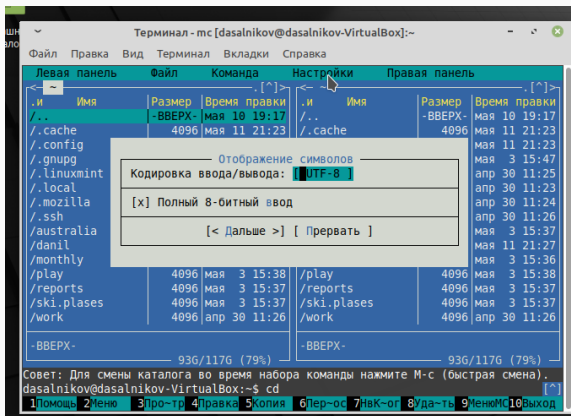 Терминал - mc [dasalnikov@dasalnikov-VirtualBox]:~
Файл Правка Вид Терминал Вкладки Справка
Левая панель Файл Команда Настройки Правая панель
<- ~ .[^]> <- ~ .[^]>
.и Имя Размер Время правки .и Имя Размер Время правки
/.. -ВВЕРХ- мая 10 19:17 /.. -ВВЕРХ- мая 10 19:17
/.cache 4096 мая 11 21:23 /.cache 4096 мая 11 21:23
/.config мая 11 21:23
/.gnupg Отображение символов мая 3 15:47
/.linuxmint Кодировка ввода/вывода: [ UTF-8 ] апр 30 11:25
/.local апр 30 11:23
/.mozilla [x] Полный 8-битный ввод апр 30 11:24
/.ssh апр 30 11:26
/australia [< Дальше >] [ Прервать ] мая 3 15:37
/danil мая 11 21:27
/monthly мая 3 15:36
/play 4096 мая 3 15:38 /play 4096 мая 3 15:38
/reports 4096 мая 3 15:37 /reports 4096 мая 3 15:37
/ski.plases 4096 мая 3 15:37 /ski.plases 4096 мая 3 15:37
/work 4096 апр 30 11:26 /work 4096 апр 30 11:26
-ВВЕРХ- -ВВЕРХ-
93G/117G (79%) 93G/117G (79%)
Совет: Для смены каталога во время набора команды нажмите M-c (быстрая смена).
dasalnikov@dasalnikov-VirtualBox:~$ cd [^]
1Помощь 2Меню 3Про~тр 4Правка 5Копия 6Пер~ос 7НвК~ог 8Уда~ть 9МенюMC 10Выход